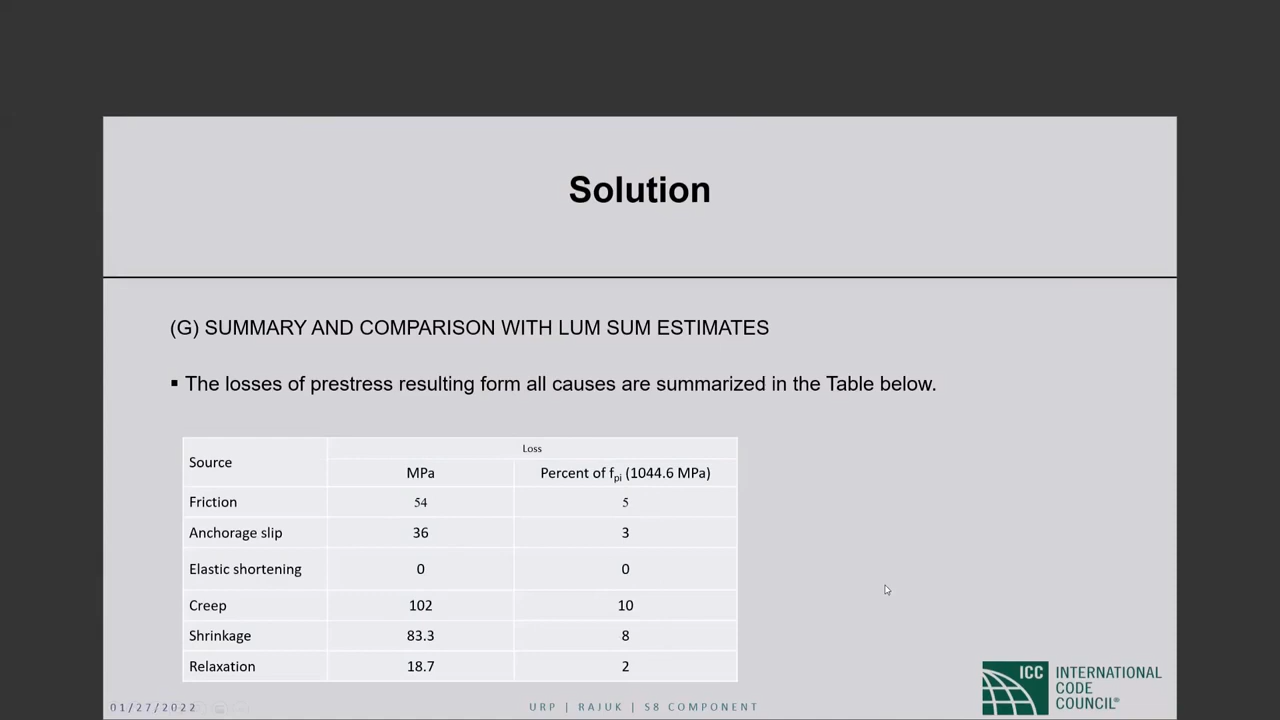 Solution
(G) SUMMARY AND COMPARISON WITH LUM SUM ESTIMATES
▪ The losses of prestress resulting form all causes are summarized in the Table below.
Source Loss
MPa Percent of fpi (1044.6 MPa)
Friction 54 5
Anchorage slip 36 3
Elastic shortening 0 0
Creep 102 10
Shrinkage 83.3 8
Relaxation 18.7 2
01/27/2022
URP | RAJUK | S8 COMPONENT
ICC INTERNATIONAL
CODE
COUNCIL®